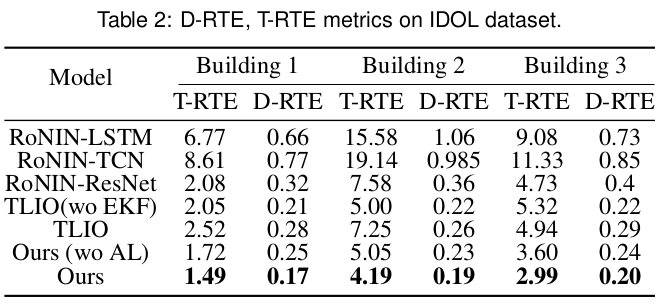 Table 2: D-RTE, T-RTE metrics on IDOL dataset.
Model Building 1 Building 2 Building 3
T-RTE D-RTE T-RTE D-RTE T-RTE D-RTE
RoNIN-LSTM 6.77 0.66 15.58 1.06 9.08 0.73
RoNIN-TCN 8.61 0.77 19.14 0.985 11.33 0.85
RoNIN-ResNet 2.08 0.32 7.58 0.36 4.73 0.4
TLIO(wo EKF) 2.05 0.21 5.00 0.22 5.32 0.22
TLIO 2.52 0.28 7.25 0.26 4.94 0.29
Ours (wo AL) 1.72 0.25 5.05 0.23 3.60 0.24
Ours 1.49 0.17 4.19 0.19 2.99 0.20